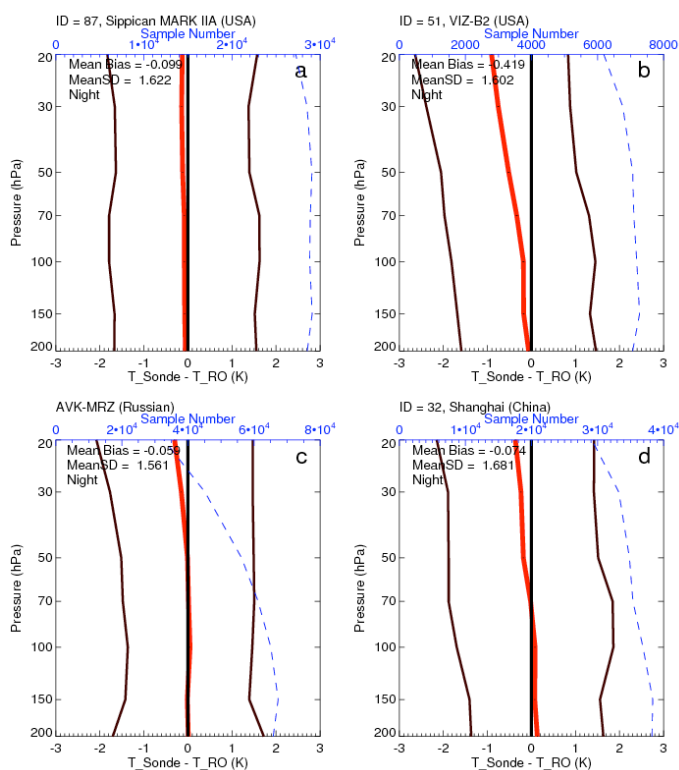 ID = 87, Sippican MARK IIA (USA)
Sample Number
0 1•10⁴ 2•10⁴ 3•10⁴
Mean Bias = -0.099
MeanSD = 1.622
Night
a
20
30
50
70
100
150
200
Pressure (hPa)
-3 -2 -1 0 1 2 3
T_Sonde - T_RO (K)
ID = 51, VIZ-B2 (USA)
Sample Number
0 2000 4000 6000 8000
Mean Bias = -0.419
MeanSD = 1.602
Night
b
20
30
50
70
100
150
200
Pressure (hPa)
-3 -2 -1 0 1 2 3
T_Sonde - T_RO (K)
AVK-MRZ (Russian)
Sample Number
0 2•10⁴ 4•10⁴ 6•10⁴ 8•10⁴
Mean Bias = -0.059
MeanSD = 1.561
Night
c
20
30
50
70
100
150
200
Pressure (hPa)
-3 -2 -1 0 1 2 3
T_Sonde - T_RO (K)
ID = 32, Shanghai (China)
Sample Number
0 1•10⁴ 2•10⁴ 3•10⁴ 4•10⁴
Mean Bias = -0.074
MeanSD = 1.681
Night
d
20
30
50
70
100
150
200
Pressure (hPa)
-3 -2 -1 0 1 2 3
T_Sonde - T_RO (K)